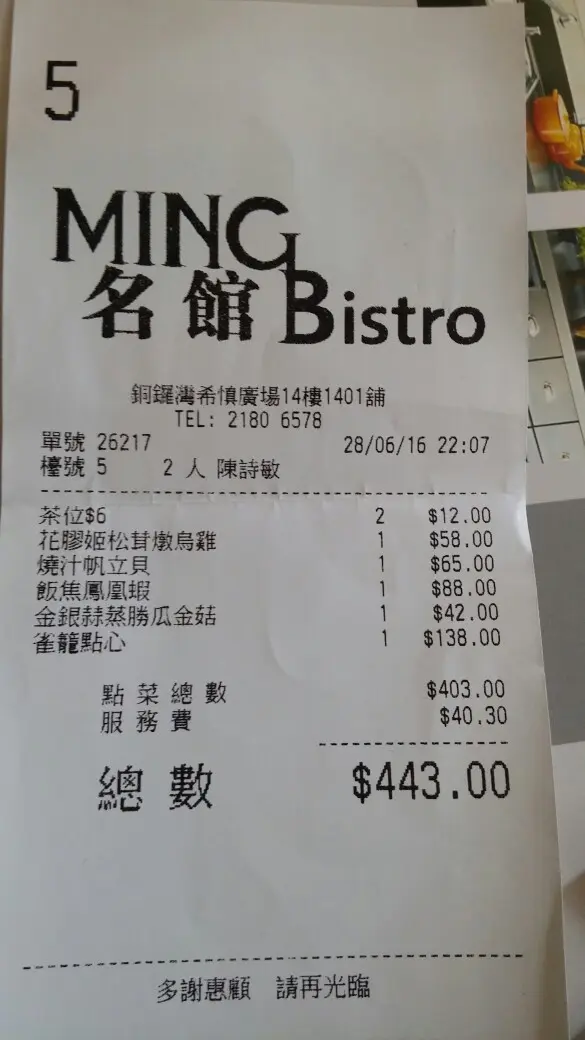 5
MING
名館 Bistro
銅鑼灣希慎廣場14樓1401舖
TEL: 2180 6578
單號 26217 28/06/16 22:07
檯號 5 2 人 陳詩敏
茶位$6 2 $12.00
花膠姬松茸燉烏雞 1 $58.00
燒汁帆立貝 1 $65.00
飯焦鳳凰蝦 1 $88.00
金銀蒜蒸勝瓜金菇 1 $42.00
雀籠點心 1 $138.00
點菜總數 $403.00
服務費 $40.30
總數 $443.00
多謝惠顧 請再光臨